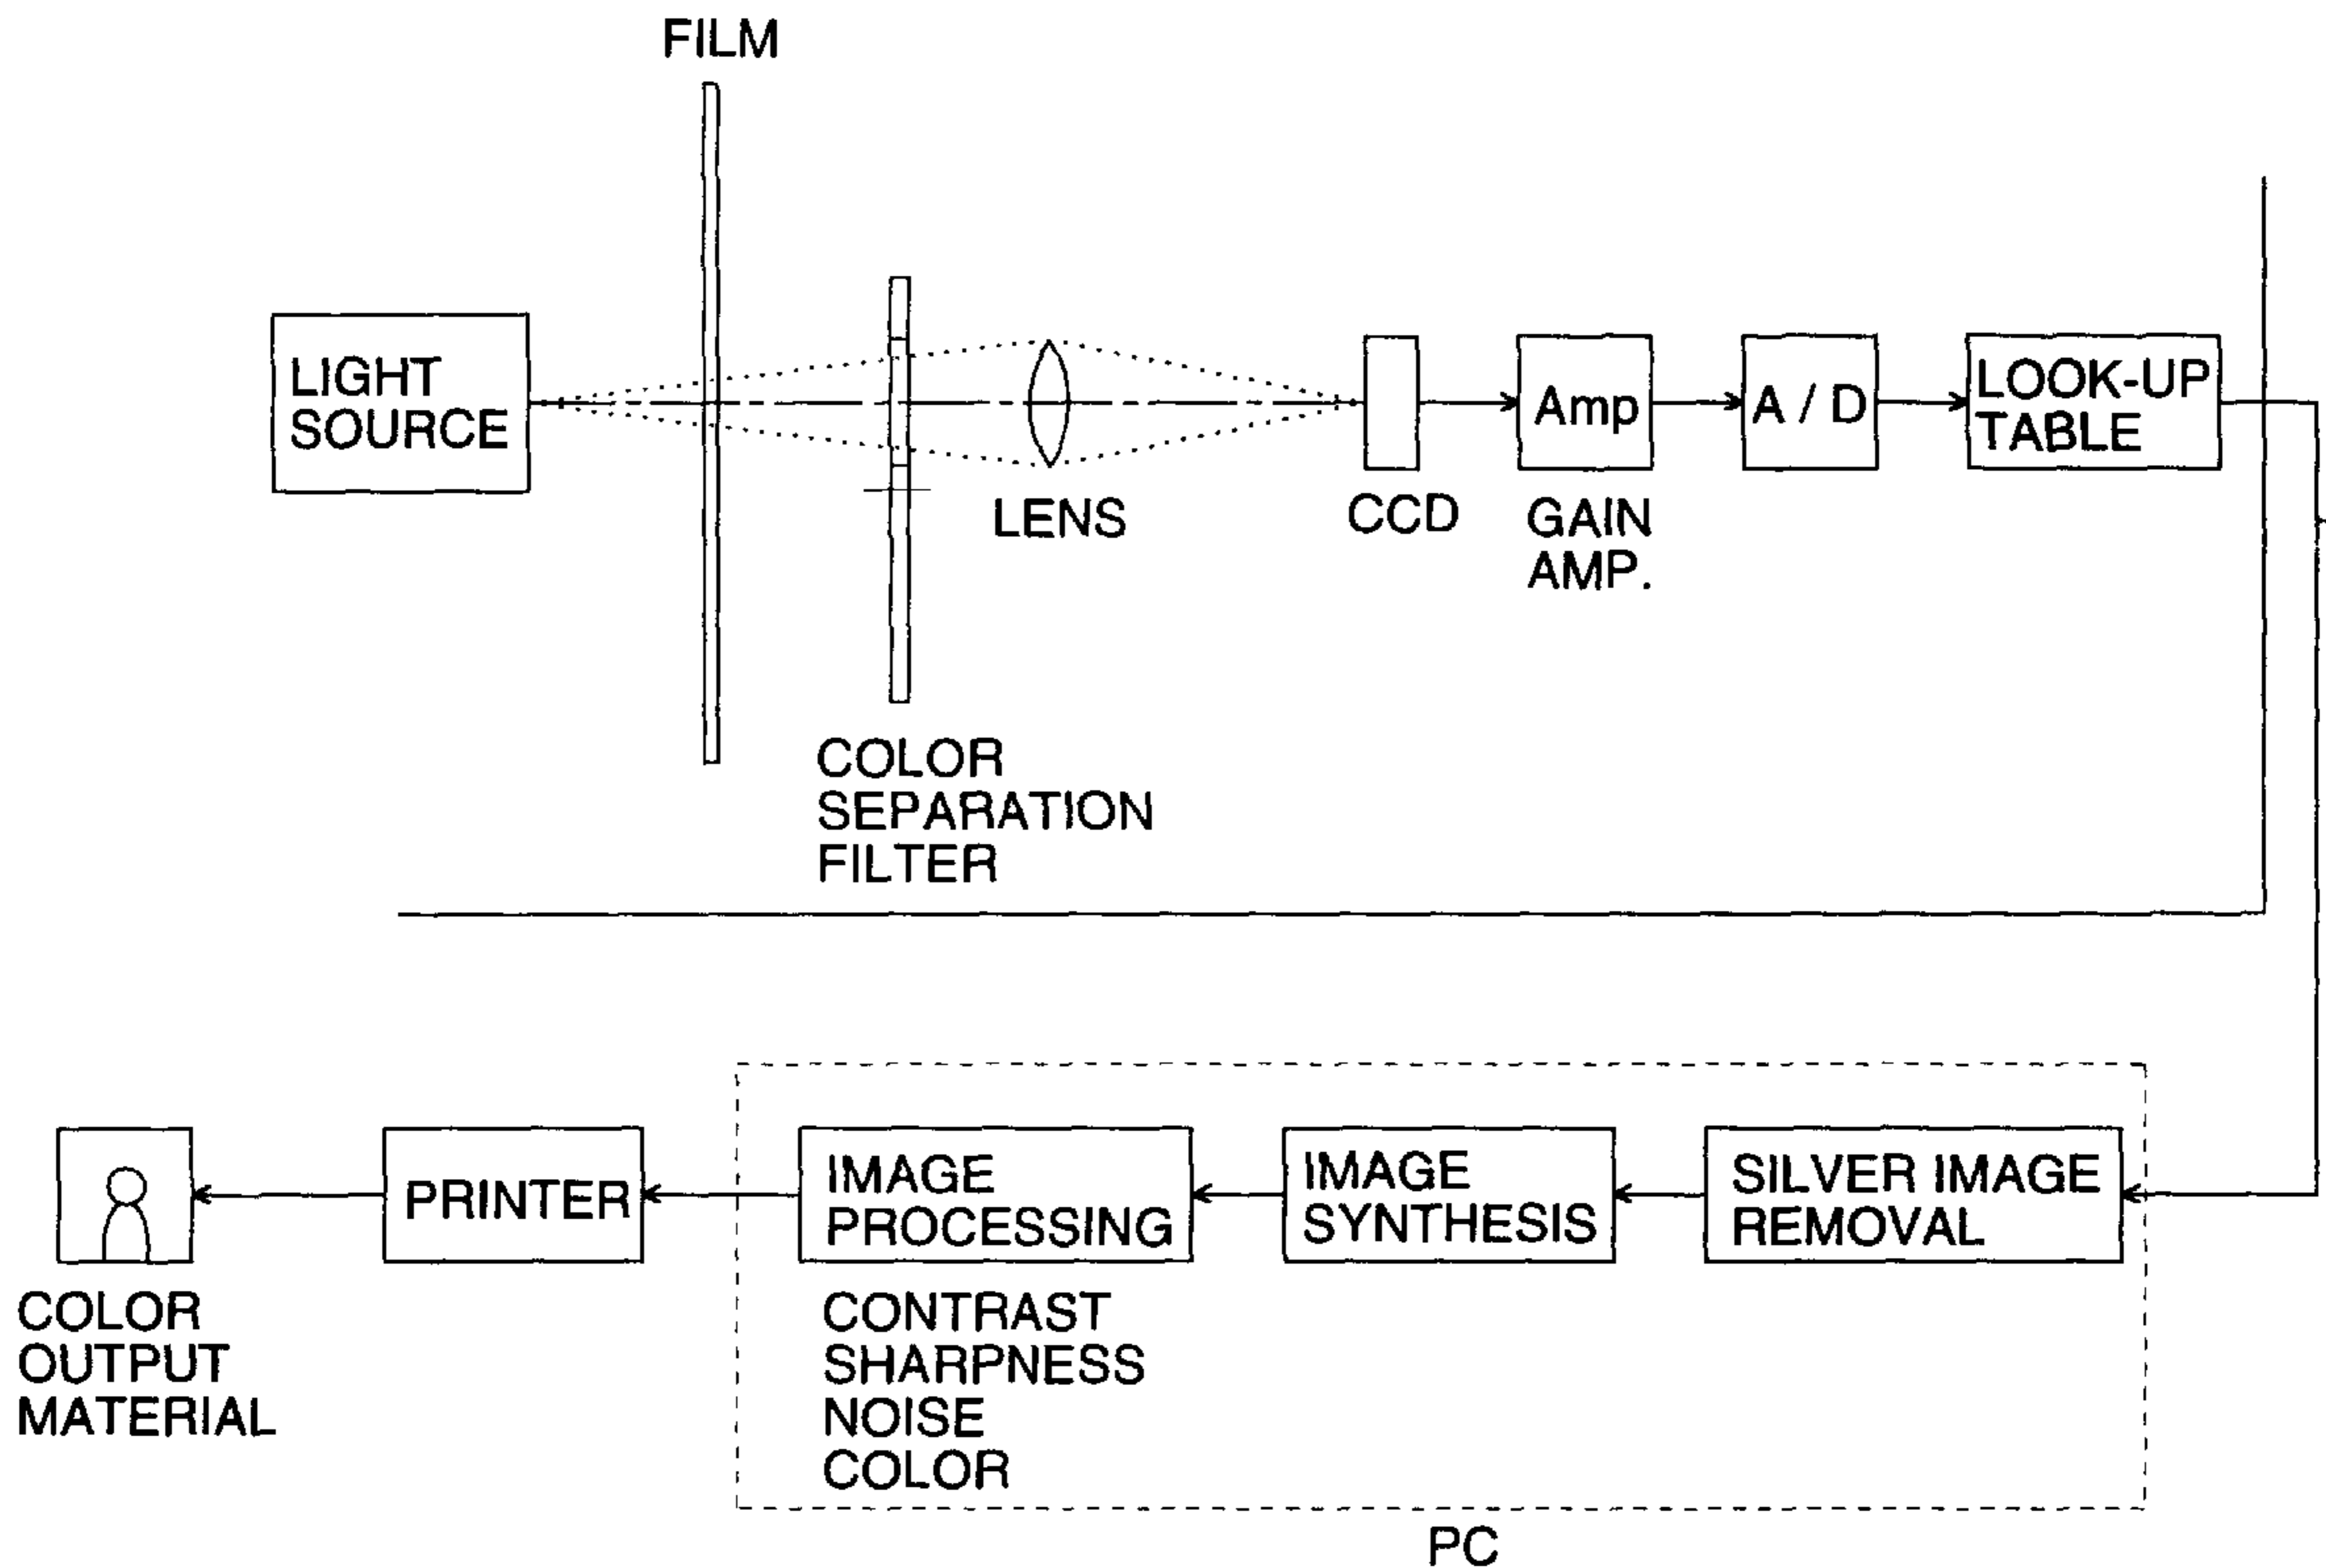 FILM
LIGHT
SOURCE
LENS
CCD
Amp
GAIN
AMP.
A / D
LOOK-UP
TABLE
COLOR
SEPARATION
FILTER
COLOR
OUTPUT
MATERIAL
PRINTER
IMAGE
PROCESSING
CONTRAST
SHARPNESS
NOISE
COLOR
IMAGE
SYNTHESIS
SILVER IMAGE
REMOVAL
PC